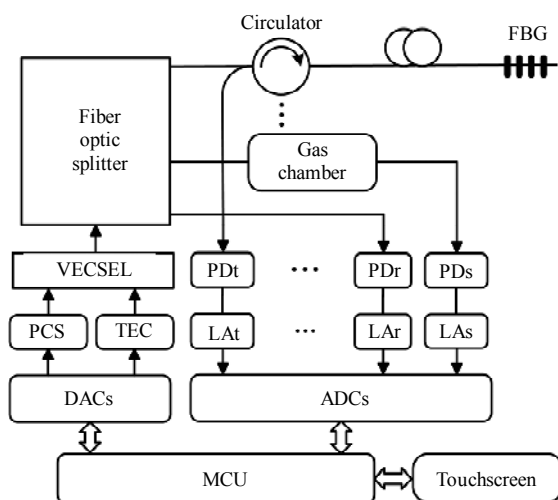 Circulator
FBG
Fiber
optic
splitter
Gas
chamber
VECSEL
PDt
...
PDr
PDs
PCS
TEC
LAt
...
LAr
LAs
DACs
ADCs
MCU
Touchscreen